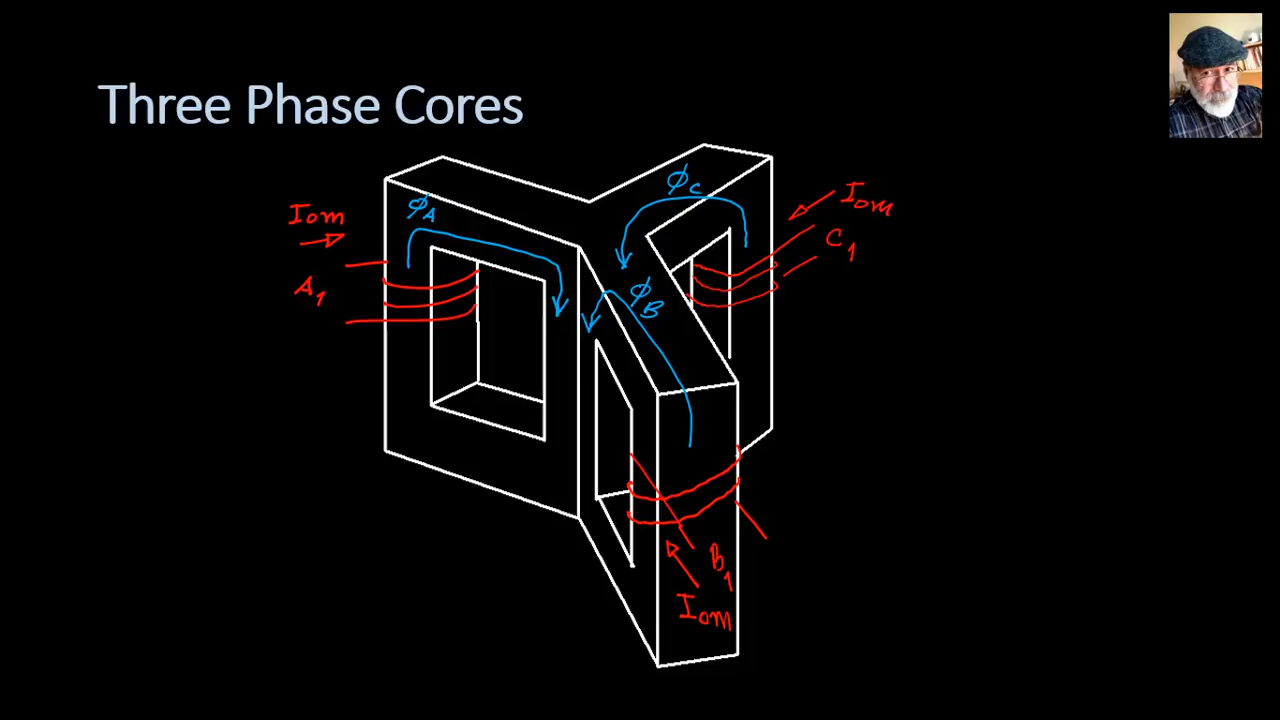 Three Phase Cores
ϕC
Iom
ϕA
Iom
C1
A1
ϕB
B1
Iom